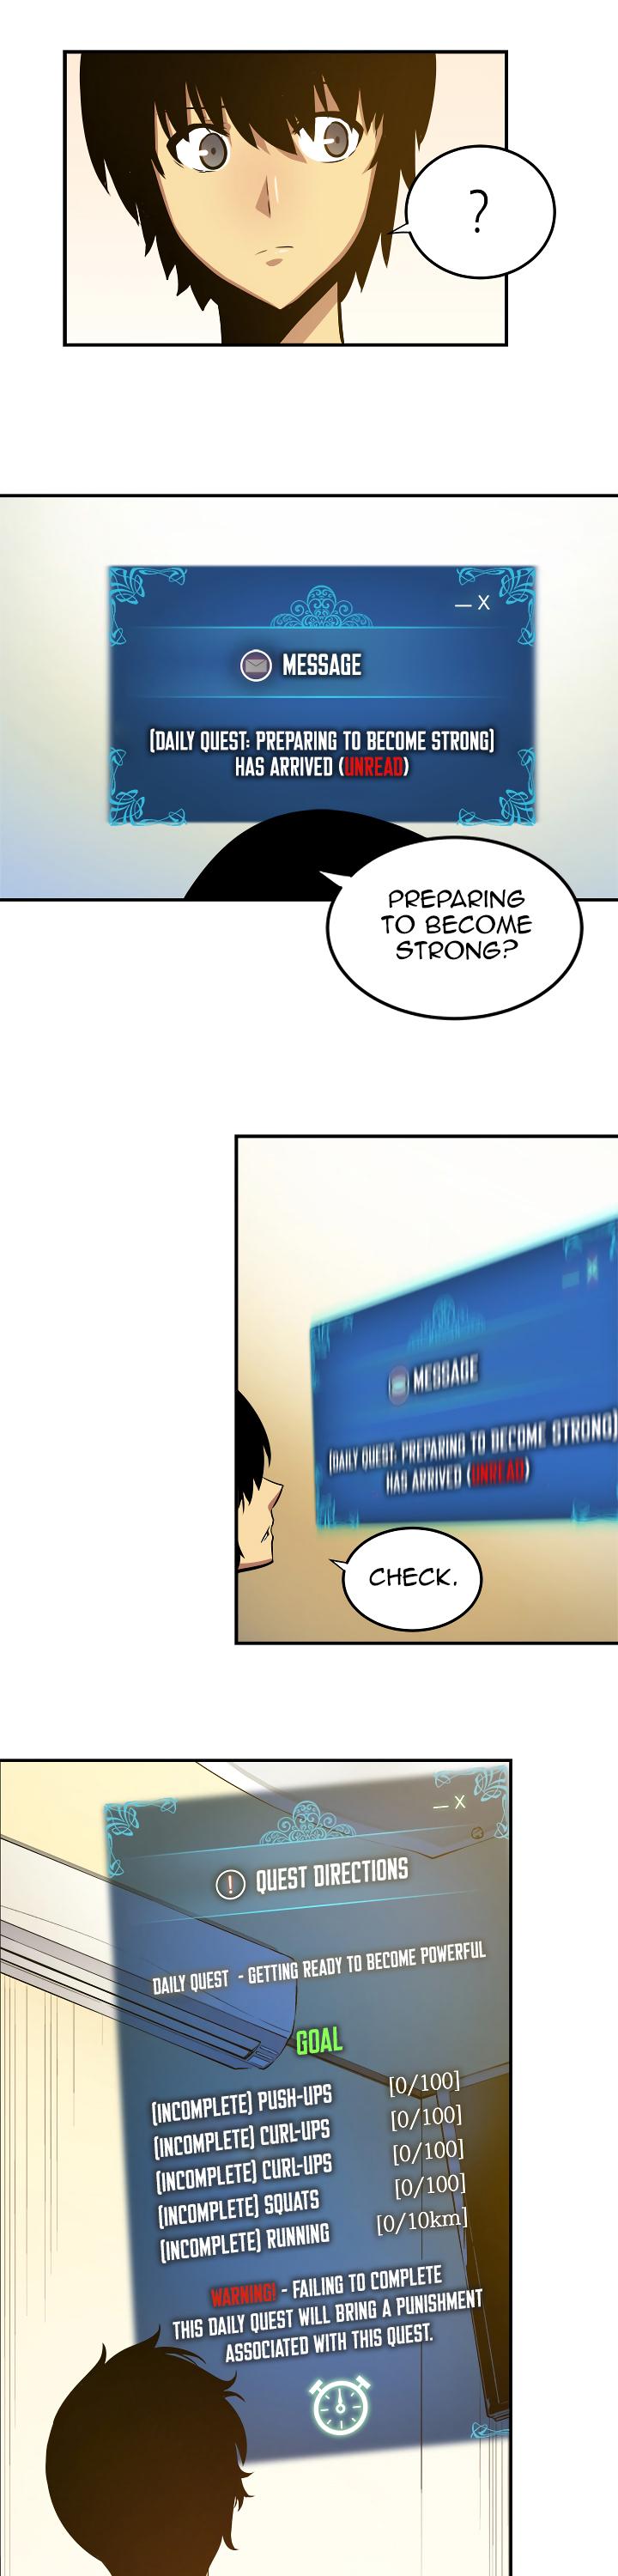 ?
— X
MESSAGE
[DAILY QUEST: PREPARING TO BECOME STRONG]
HAS ARRIVED (UNREAD)
PREPARING
TO BECOME
STRONG?
MESSAGE
[DAILY QUEST: PREPARING TO BECOME STRONG]
HAS ARRIVED (UNREAD)
CHECK.
— X
! QUEST DIRECTIONS
DAILY QUEST - GETTING READY TO BECOME POWERFUL
GOAL
[INCOMPLETE] PUSH-UPS [0/100]
[INCOMPLETE] CURL-UPS [0/100]
[INCOMPLETE] CURL-UPS [0/100]
[INCOMPLETE] SQUATS [0/100]
[INCOMPLETE] RUNNING [0/10km]
WARNING! - FAILING TO COMPLETE
THIS DAILY QUEST WILL BRING A PUNISHMENT
ASSOCIATED WITH THIS QUEST.